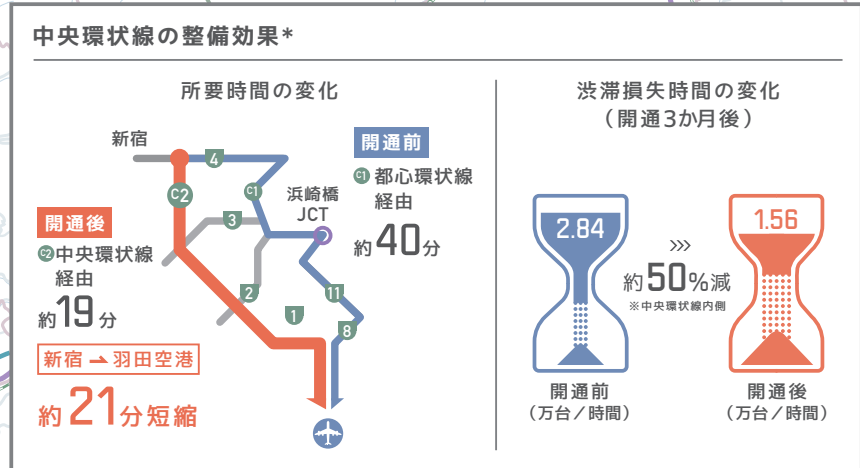 中央環状線の整備効果*
所要時間の変化
新宿
4
C2
C1
3
2
1
11
8
浜崎橋
JCT
開通前
C1 都心環状線
経由
約40分
開通後
C2 中央環状線
経由
約19分
新宿→羽田空港
約21分短縮
渋滞損失時間の変化
（開通3か月後）
2.84
>>>
約50%減
※中央環状線内側
1.56
開通前
（万台／時間）
開通後
（万台／時間）